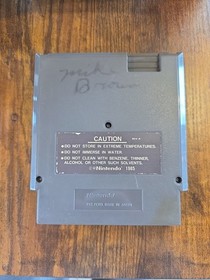 Mike
Brown
CAUTION
●DO NOT STORE IN EXTREME TEMPERATURES.
●DO NOT IMMERSE IN WATER.
●DO NOT CLEAN WITH BENZENE, THINNER,
ALCOHOL OR OTHER SUCH SOLVENTS.
©Nintendo® 1985